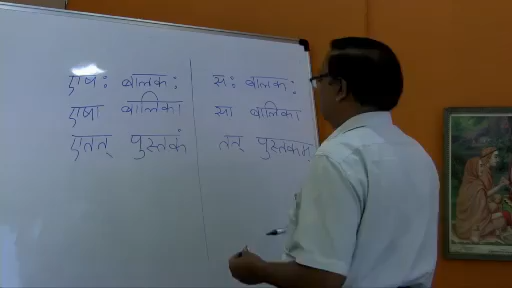 एषः बालकः सः बालकः
एषा बालिका सा बालिका
एतत् पुस्तकं तत् पुस्तकम